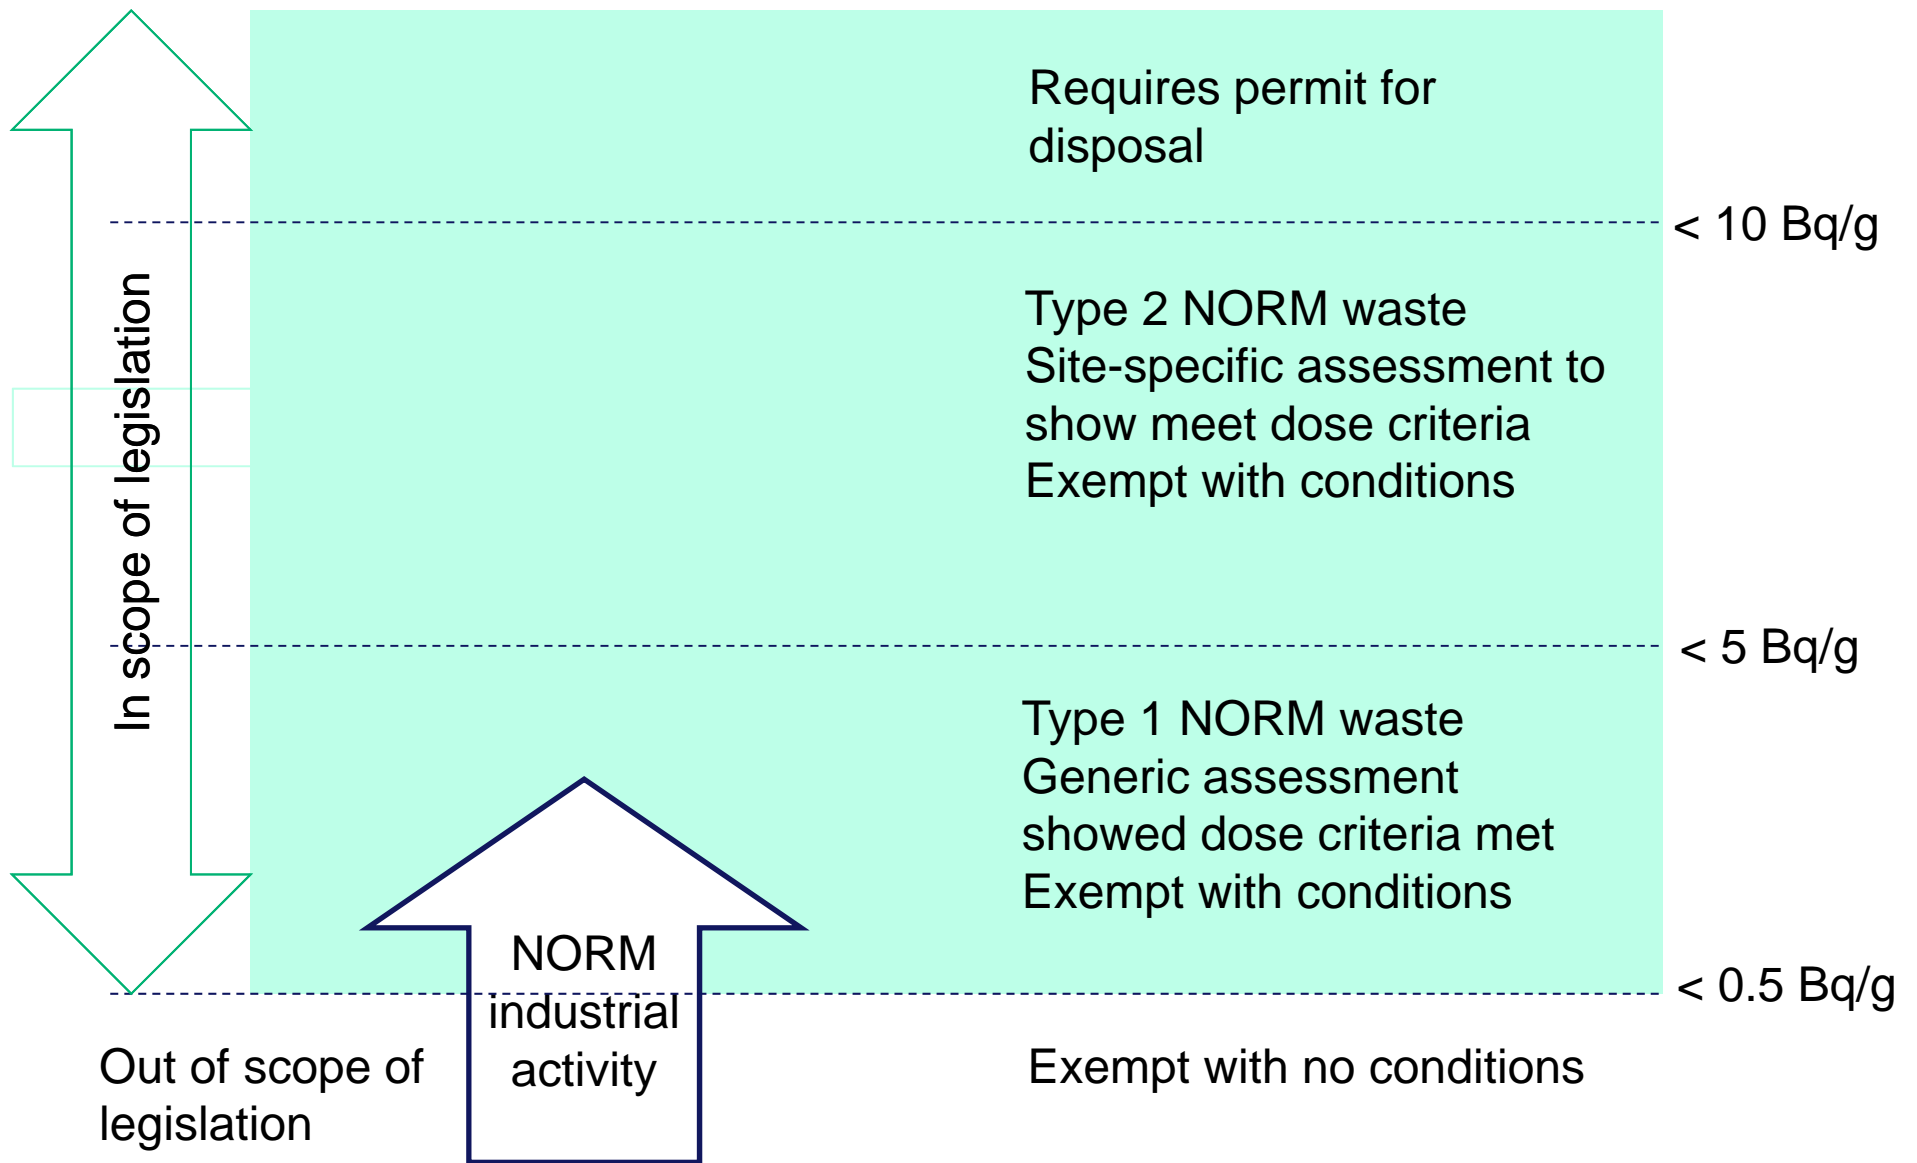 Requires permit for
disposal
< 10 Bq/g
In scope of legislation
Type 2 NORM waste
Site-specific assessment to
show meet dose criteria
Exempt with conditions
< 5 Bq/g
Type 1 NORM waste
Generic assessment
showed dose criteria met
Exempt with conditions
NORM
industrial
activity
< 0.5 Bq/g
Out of scope of
legislation
Exempt with no conditions